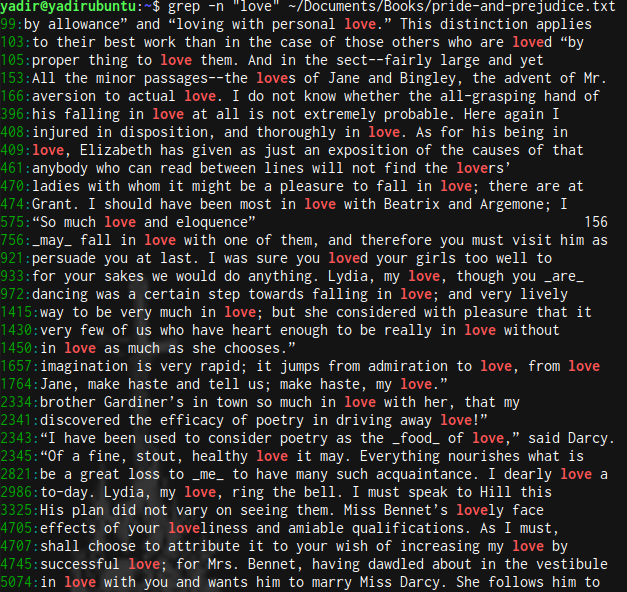 yadir@yadirubuntu:~$ grep -n "love" ~/Documents/Books/pride-and-prejudice.txt
99:by allowance” and “loving with personal love.” This distinction applies
103:to their best work than in the case of those others who are loved “by
105:proper thing to love them. And in the sect--fairly large and yet
153:All the minor passages--the loves of Jane and Bingley, the advent of Mr.
166:aversion to actual love. I do not know whether the all-grasping hand of
396:his falling in love at all is not extremely probable. Here again I
408:injured in disposition, and thoroughly in love. As for his being in
409:love, Elizabeth has given as just an exposition of the causes of that
461:anybody who can read between lines will not find the lovers’
470:ladies with whom it might be a pleasure to fall in love; there are at
474:Grant. I should have been most in love with Beatrix and Argemone; I
575:“So much love and eloquence” 156
756:_may_ fall in love with one of them, and therefore you must visit him as
921:persuade you at last. I was sure you loved your girls too well to
933:for your sakes we would do anything. Lydia, my love, though you _are_
972:dancing was a certain step towards falling in love; and very lively
1415:way to be very much in love; but she considered with pleasure that it
1430:very few of us who have heart enough to be really in love without
1450:in love as much as she chooses.”
1657:imagination is very rapid; it jumps from admiration to love, from love
1764:Jane, make haste and tell us; make haste, my love.”
2334:brother Gardiner’s in town so much in love with her, that my
2341:discovered the efficacy of poetry in driving away love!”
2343:“I have been used to consider poetry as the _food_ of love,” said Darcy.
2345:“Of a fine, stout, healthy love it may. Everything nourishes what is
2821:be a great loss to _me_ to have many such acquaintance. I dearly love a
2986:to-day. Lydia, my love, ring the bell. I must speak to Hill this
3325:His plan did not vary on seeing them. Miss Bennet’s lovely face
4705:effects of your loveliness and amiable qualifications. As I must,
4707:shall choose to attribute it to your wish of increasing my love by
4745:successful love; for Mrs. Bennet, having dawdled about in the vestibule
5074:in love with you and wants him to marry Miss Darcy. She follows him to